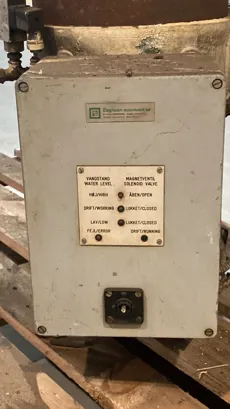 VANDSTAND MAGNETVENTIL
WATER LEVEL SOLENOID VALVE
HØJ/HIGH ÅBEN/OPEN
DRIFT/WORKING LUKKET/CLOSED
LAV/LOW LUKKET/CLOSED
FEJL/ERROR DRIFT/WORKING